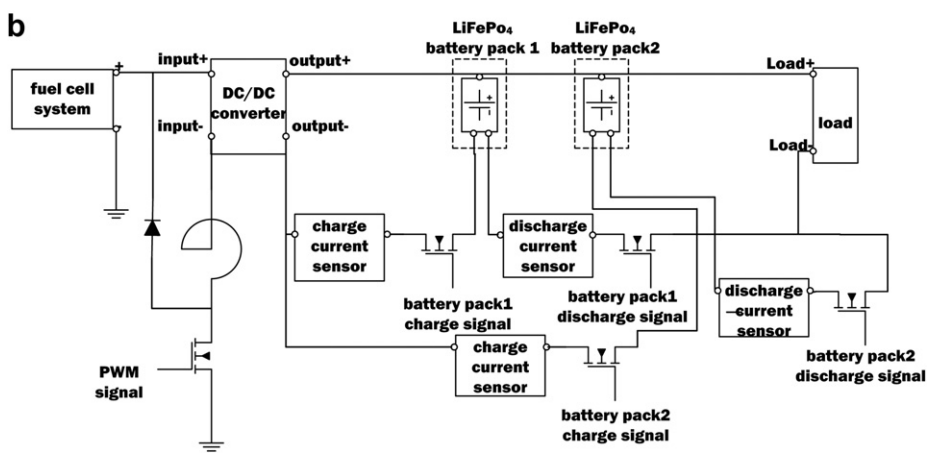 b
LiFePo₄
battery pack 1
LiFePo₄
battery pack2
fuel cell
system
+
-
input+
input-
DC/DC
converter
output+
output-
+
-
+
-
Load+
Load-
load
charge
current
sensor
discharge
current
sensor
battery pack1
charge signal
battery pack1
discharge signal
discharge
current
sensor
battery pack2
discharge signal
PWM
signal
charge
current
sensor
battery pack2
charge signal